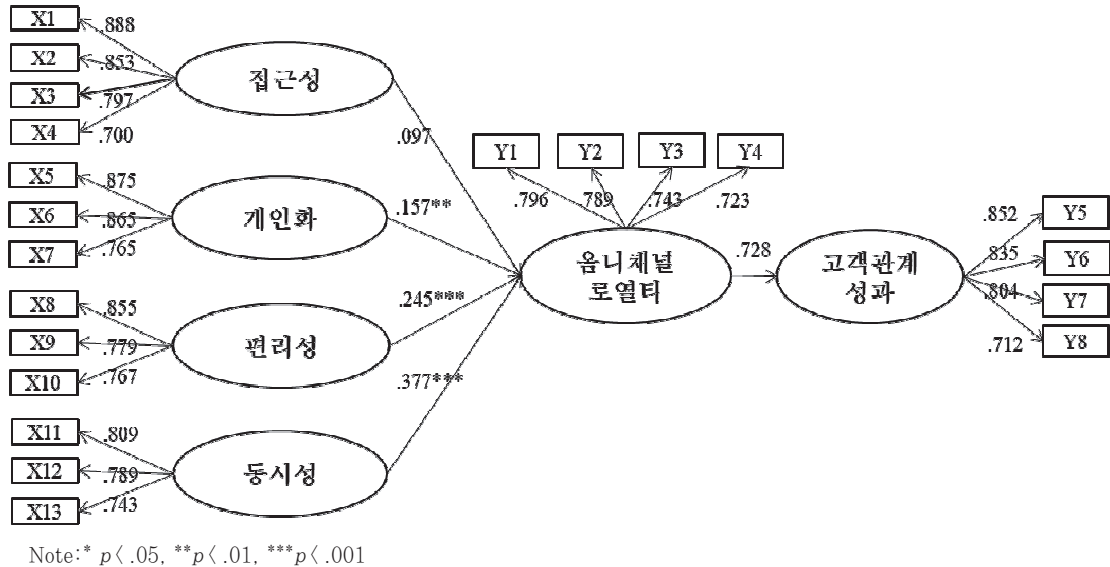 X1 .888
X2 .853
X3 .797
X4 .700
접근성
.097
X5 .875
X6 .865
X7 .765
개인화
.157**
X8 .855
X9 .779
X10 .767
편리성
.245***
X11 .809
X12 .789
X13 .743
동시성
.377***
Y1 Y2 Y3 Y4
.796 .789 .743 .723
옴니채널
로열티
.728
고객관계
성과
.852 Y5
.835 Y6
.804 Y7
.712 Y8
Note:* p< .05, **p< .01, ***p< .001